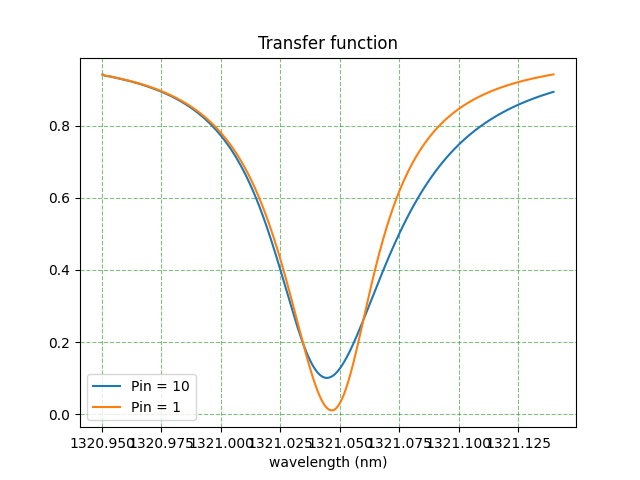 Transfer function
0.8
0.6
0.4
0.2
0.0
Pin = 10
Pin = 1
1320.950 1320.975 1321.000 1321.025 1321.050 1321.075 1321.100 1321.125
wavelength (nm)